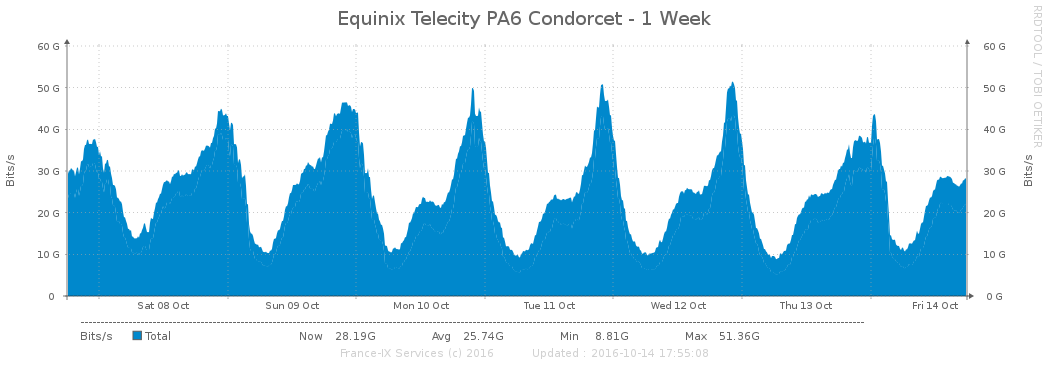 Equinix Telecity PA6 Condorcet - 1 Week
RRDTOOL / TOBI OETIKER
Bits/s
60 G 60 G
50 G 50 G
40 G 40 G
30 G 30 G
20 G 20 G
10 G 10 G
0 0 G
Bits/s
Sat 08 Oct Sun 09 Oct Mon 10 Oct Tue 11 Oct Wed 12 Oct Thu 13 Oct Fri 14 Oct
Bits/s Total Now 28.19G Avg 25.74G Min 8.81G Max 51.36G
France-IX Services (c) 2016 Updated : 2016-10-14 17:55:08